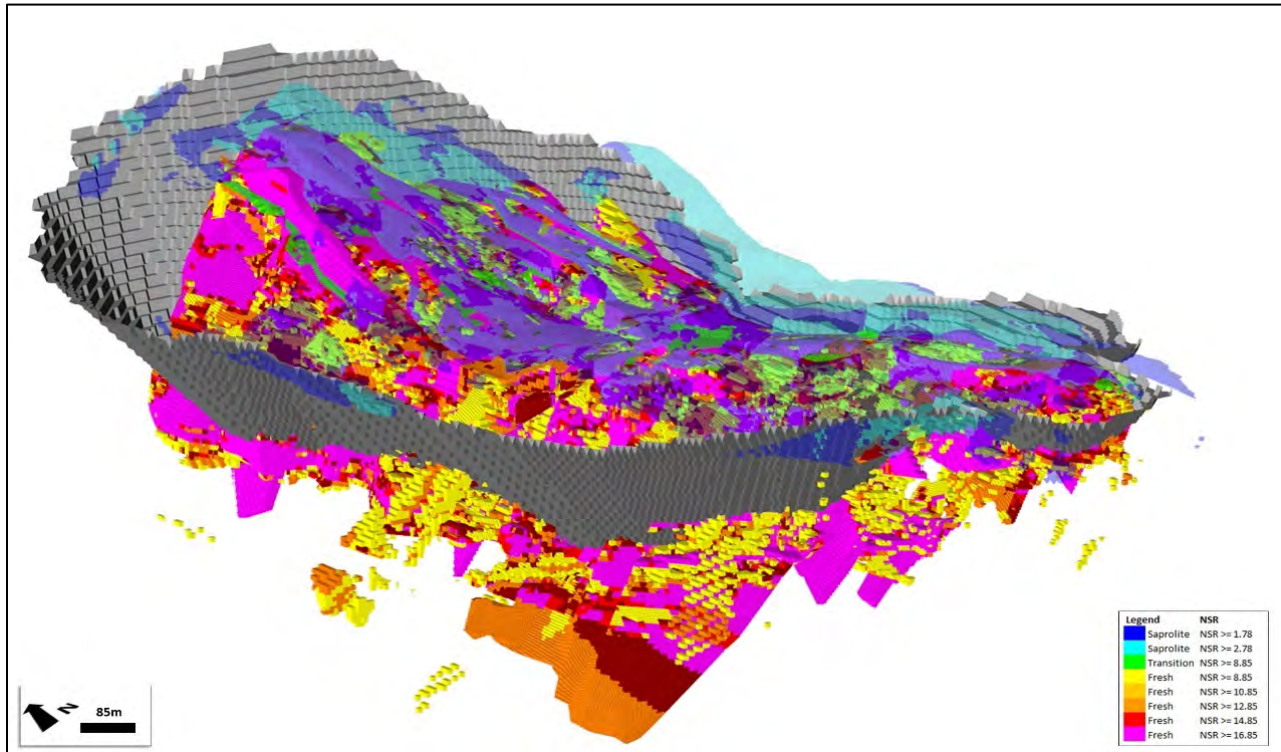 Legend NSR
Saprolite NSR >= 1.78
Saprolite NSR >= 2.78
Transition NSR >= 8.85
Fresh NSR >= 8.85
Fresh NSR >= 10.85
Fresh NSR >= 12.85
Fresh NSR >= 14.85
Fresh NSR >= 16.85
N
85m